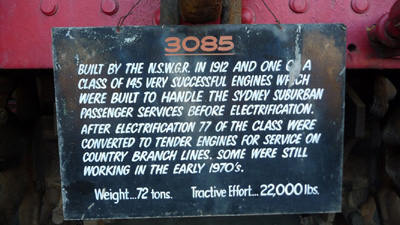 3085
BUILT BY THE N.S.W.G.R. IN 1912 AND ONE OF A
CLASS OF 145 VERY SUCCESSFUL ENGINES WHICH
WERE BUILT TO HANDLE THE SYDNEY SUBURBAN
PASSENGER SERVICES BEFORE ELECTRIFICATION.
AFTER ELECTRIFICATION 77 OF THE CLASS WERE
CONVERTED TO TENDER ENGINES FOR SERVICE ON
COUNTRY BRANCH LINES. SOME WERE STILL
WORKING IN THE EARLY 1970'S.
Weight...72 tons. Tractive Effort...22,000 lbs.